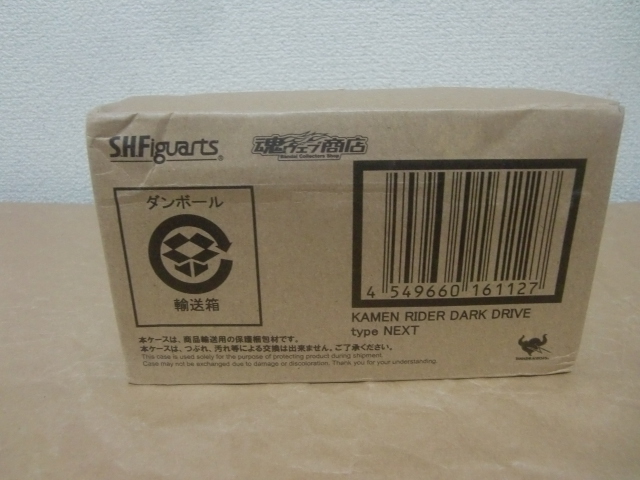 S.H.Figuarts
魂ウェブ商店
ダンボール
輸送箱
4 549660 161127
KAMEN RIDER DARK DRIVE
type NEXT
本ケースは、商品輸送用の保護梱包材です。
本ケースは、つぶれ、汚れ等による交換は出来ません。ご了承ください。
This case is used solely for the purpose of protecting product during shipment.
Case may not be exchanged due to damage or discoloration. Thank you for your understanding.